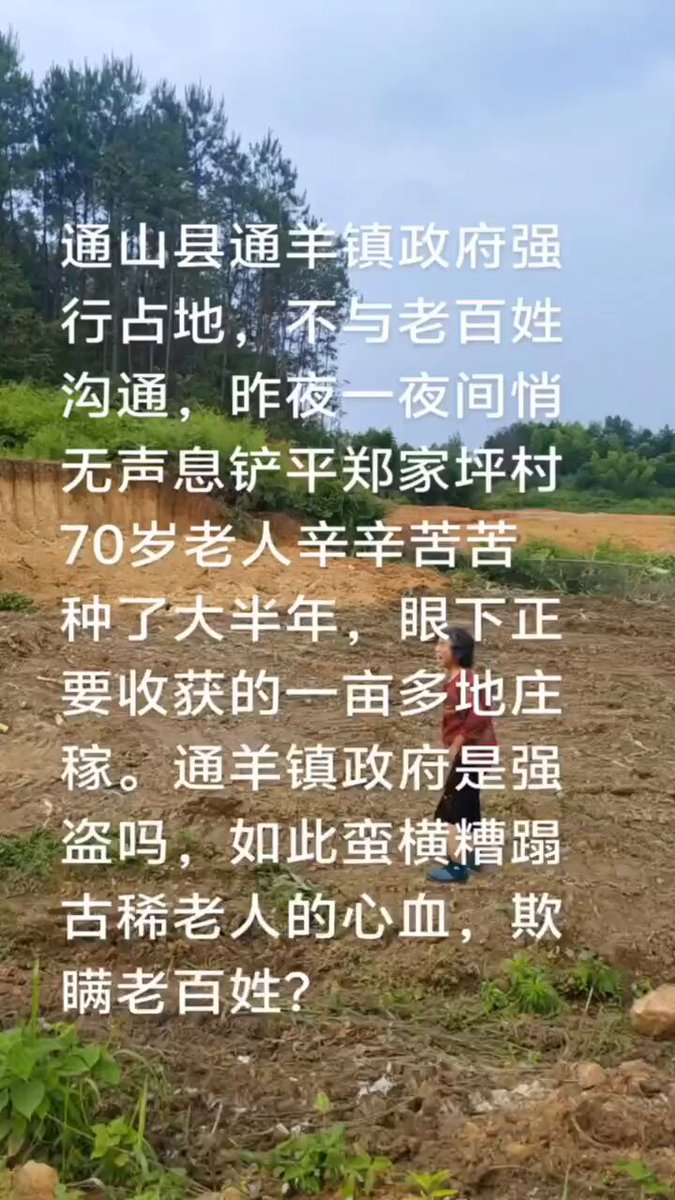 通山县通羊镇政府强
行占地，不与老百姓
沟通，昨夜一夜间悄
无声息铲平郑家坪村
70岁老人辛辛苦苦
种了大半年，眼下正
要收获的一亩多地庄
稼。通羊镇政府是强
盗吗，如此蛮横糟蹋
古稀老人的心血，欺
瞒老百姓？